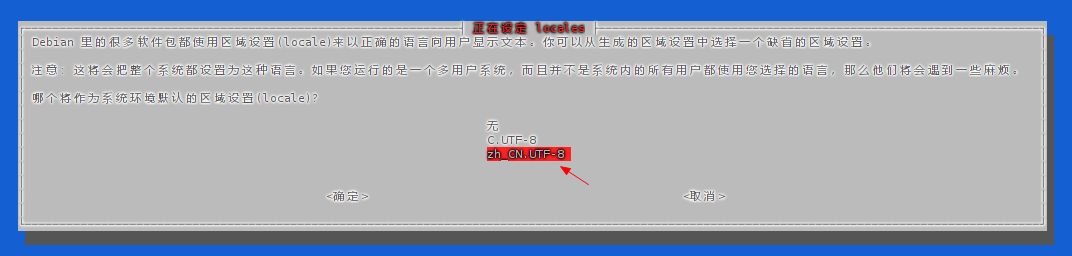 正在设定 locales
Debian 里的很多软件包都使用区域设置(locale)来以正确的语言向用户显示文本。你可以从生成的区域设置中选择一个缺省的区域设置。
注意：这将会把整个系统都设置为这种语言。如果您运行的是一个多用户系统，而且并不是系统内的所有用户都使用您选择的语言，那么他们将会遇到一些麻烦。
哪个将作为系统环境默认的区域设置(locale)?
无
C.UTF-8
zh_CN.UTF-8
<确定> <取消>